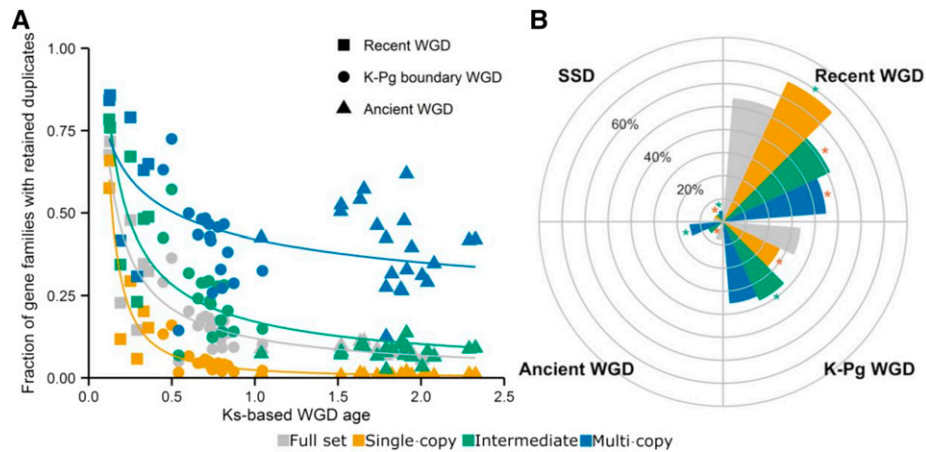 A
B
Fraction of gene families with retained duplicates
1.00
0.75
0.50
0.25
0.00
0.0
0.5
1.0
1.5
2.0
2.5
Ks-based WGD age
Recent WGD
K-Pg boundary WGD
Ancient WGD
SSD
Recent WGD
60%
40%
20%
Ancient WGD
K-Pg WGD
Full set Single-copy Intermediate Multi-copy